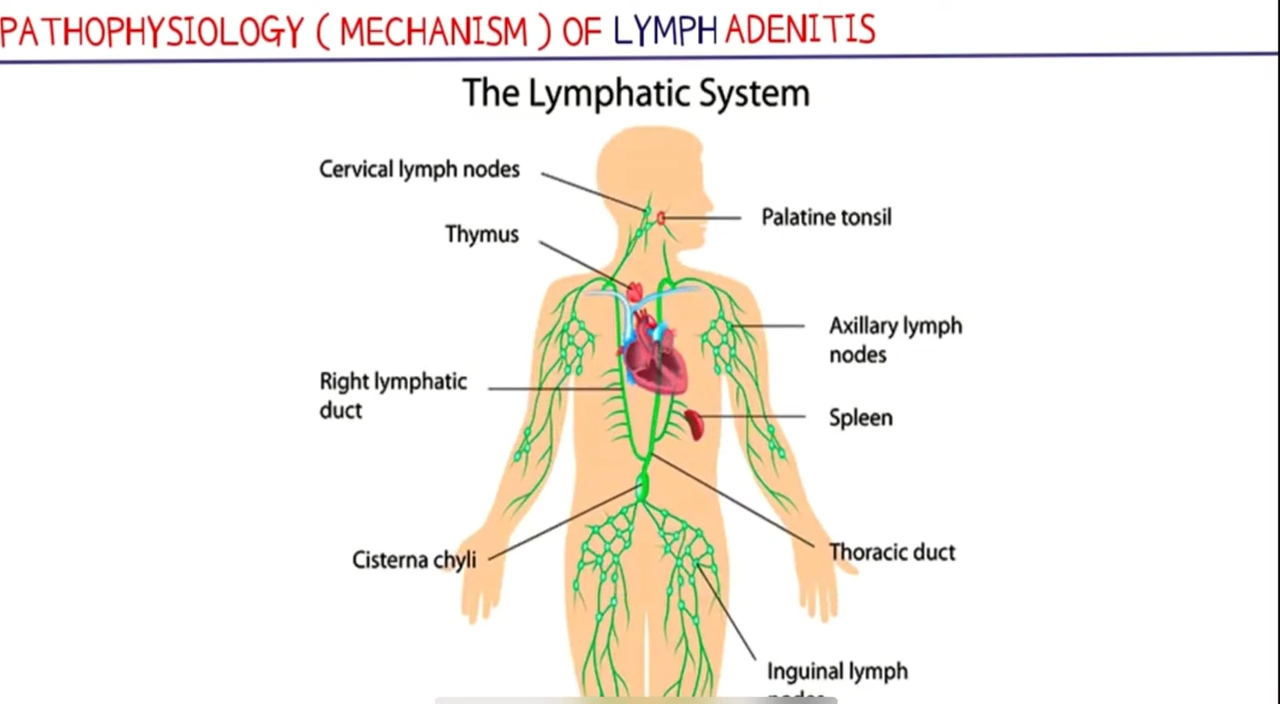 PATHOPHYSIOLOGY ( MECHANISM ) OF LYMPH ADENITIS
The Lymphatic System
Cervical lymph nodes
Palatine tonsil
Thymus
Axillary lymph
nodes
Right lymphatic
duct
Spleen
Cisterna chyli
Thoracic duct
Inguinal lymph
nodes